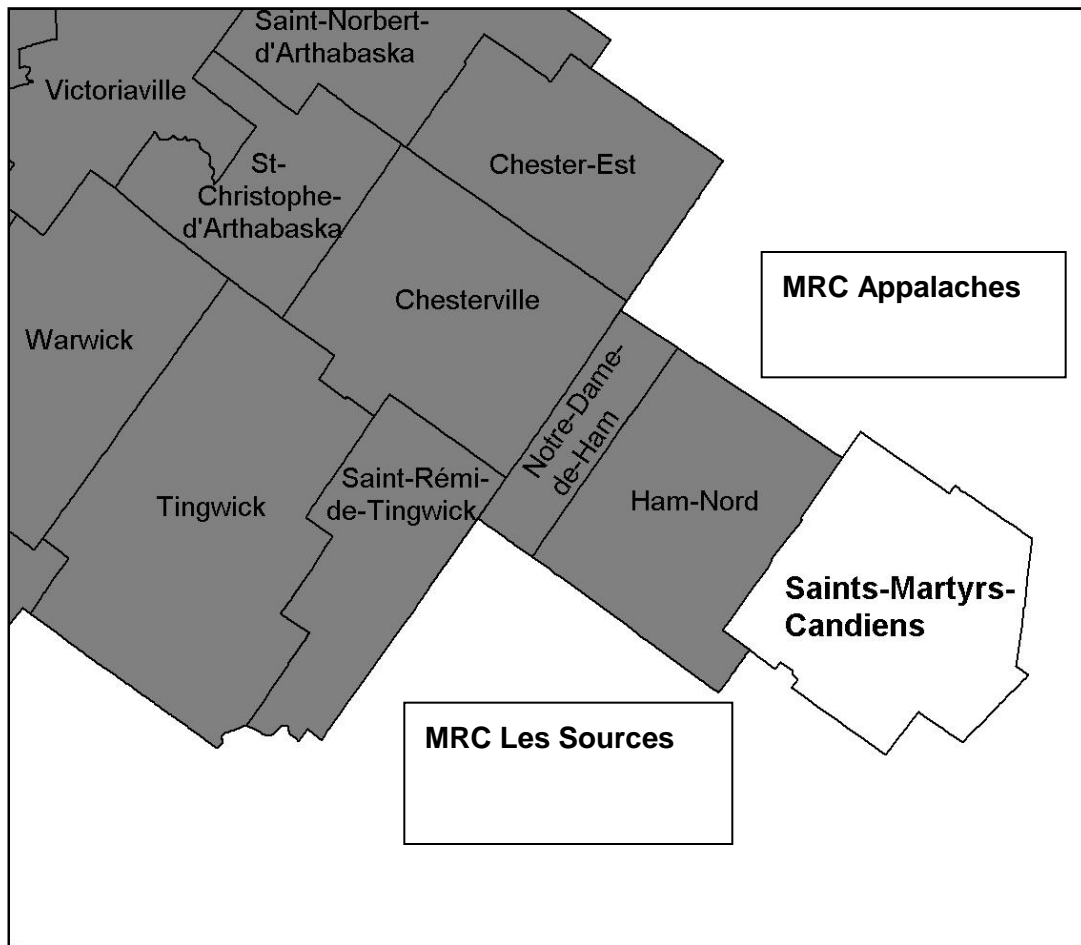 Saint-Norbert-
d'Arthabaska
Victoriaville
St-
Christophe-
d'Arthabaska
Chester-Est
Chesterville
MRC Appalaches
Warwick
Notre-Dame-
de-Ham
Tingwick
Saint-Rémi-
de-Tingwick
Ham-Nord
Saints-Martyrs-
Candiens
MRC Les Sources